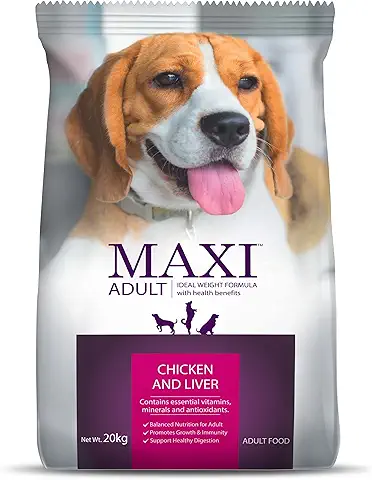 MAXI™
ADULT
IDEAL WEIGHT FORMULA
with health benefits
CHICKEN
AND LIVER
Contains essential vitamins,
minerals and antioxidants.
✓ Balanced Nutrition for Adult
✓ Promotes Growth & Immunity
✓ Support Healthy Digestion
Net Wt. 20kg
ADULT FOOD